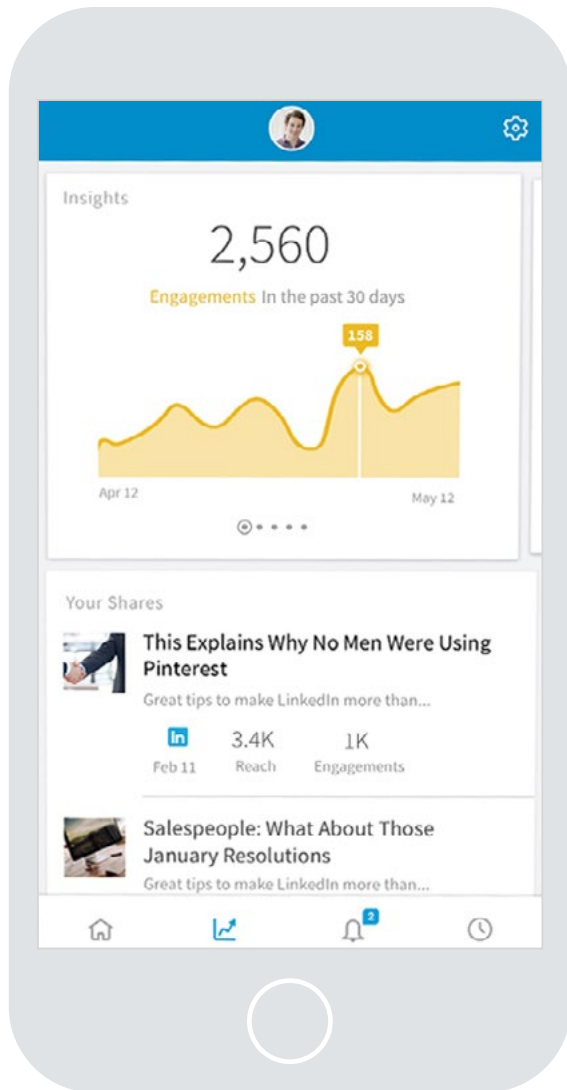 Insights
2,560
Engagements In the past 30 days
158
Apr 12 May 12
Your Shares
This Explains Why No Men Were Using
Pinterest
Great tips to make LinkedIn more than...
in 3.4K 1K
Feb 11 Reach Engagements
Salespeople: What About Those
January Resolutions
Great tips to make LinkedIn more than...
2